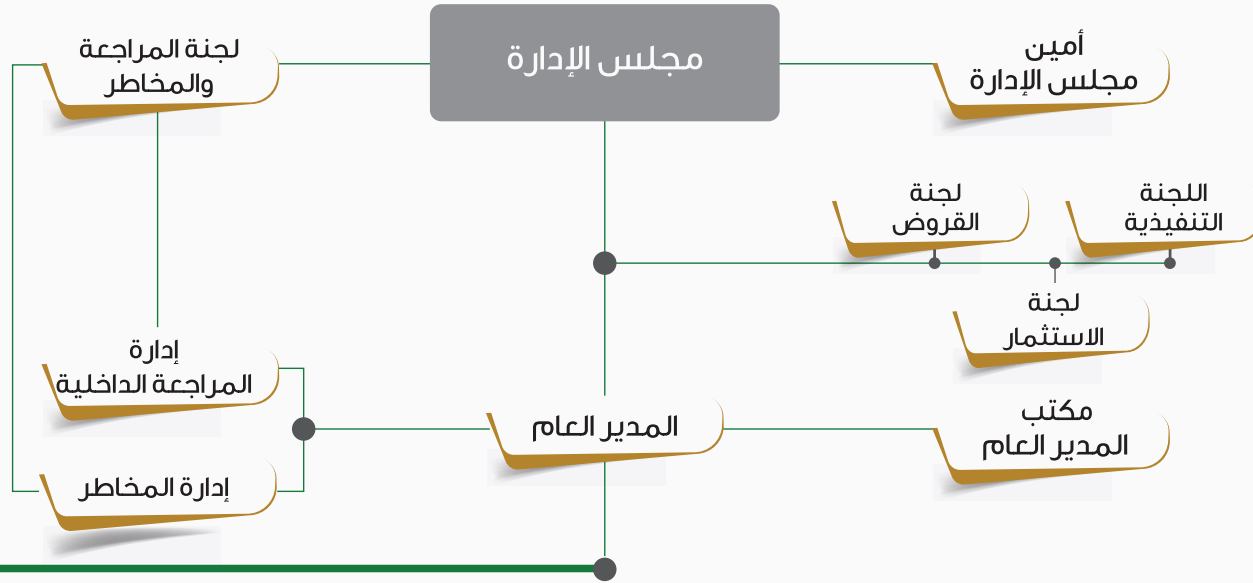 مجلس الإدارة
أمين
مجلس الإدارة
لجنة المراجعة
والمخاطر
اللجنة
التنفيذية
لجنة
القروض
لجنة
الاستثمار
إدارة
المراجعة الداخلية
المدير العام
مكتب
المدير العام
إدارة المخاطر